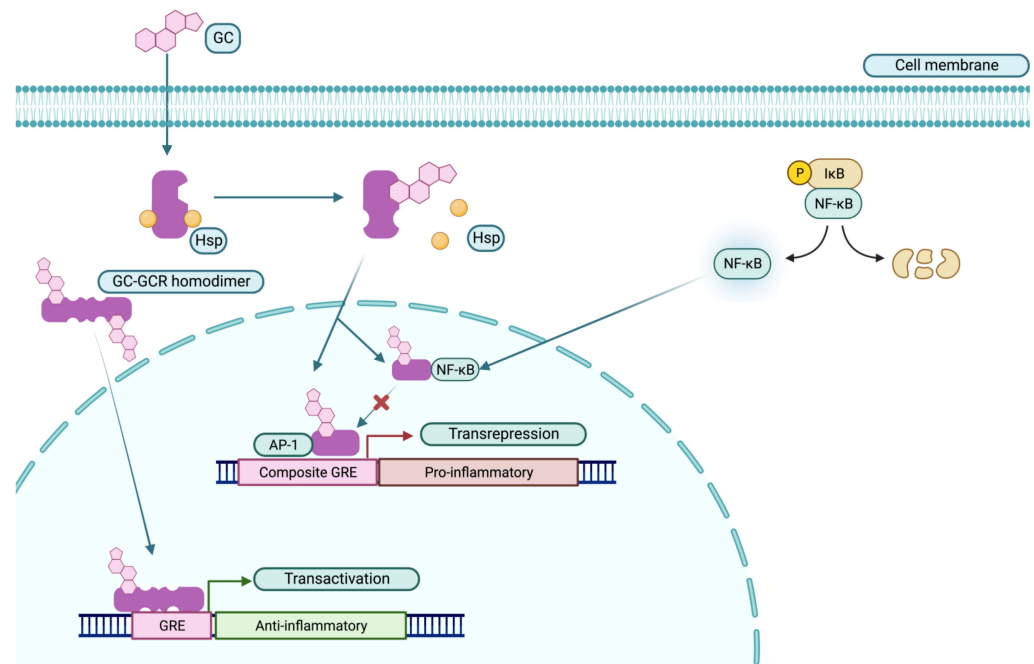 GC
Cell membrane
P
IκB
NF-κB
Hsp
Hsp
NF-κB
GC-GCR homodimer
NF-κB
Transrepression
AP-1
Composite GRE
Pro-inflammatory
Transactivation
GRE
Anti-inflammatory